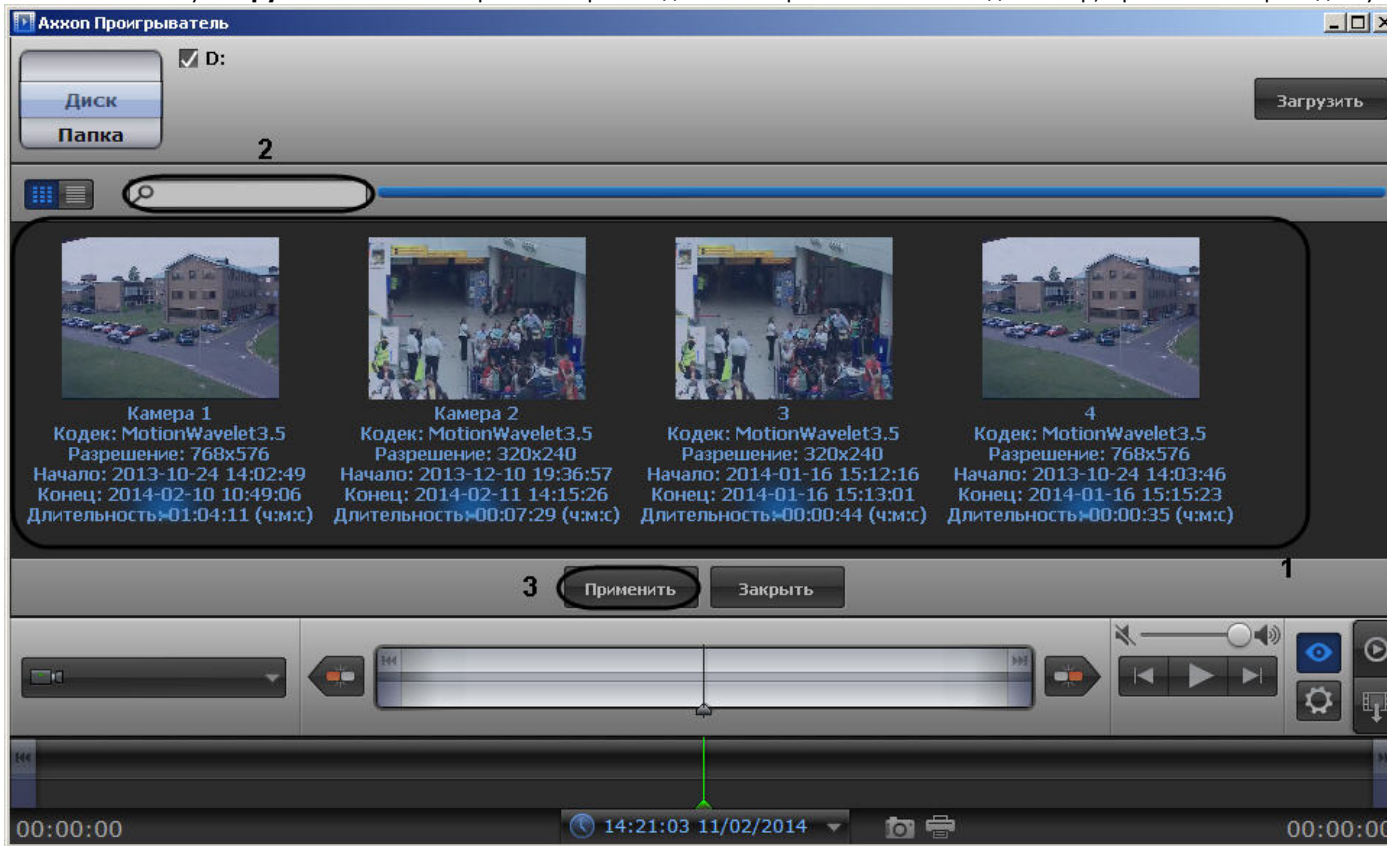 Аххоn Проигрыватель
D:
Диск
Папка
Загрузить
2
Камера 1
Кодек: MotionWavelet3.5
Разрешение: 768x576
Начало: 2013-10-24 14:02:49
Конец: 2014-02-10 10:49:06
Длительность:-01:04:11 (ч:м:с)
Камера 2
Кодек: MotionWavelet3.5
Разрешение: 320x240
Начало: 2013-12-10 19:36:57
Конец: 2014-02-11 14:15:26
Длительность:-00:07:29 (ч:м:с)
3
Кодек: MotionWavelet3.5
Разрешение: 320x240
Начало: 2014-01-16 15:12:16
Конец: 2014-01-16 15:13:01
Длительность:-00:00:44 (ч:м:с)
4
Кодек: MotionWavelet3.5
Разрешение: 768x576
Начало: 2013-10-24 14:03:46
Конец: 2014-01-16 15:15:23
Длительность:-00:00:35 (ч:м:с)
1
3
Применить
Закрыть
00:00:00
14:21:03 11/02/2014
00:00:00